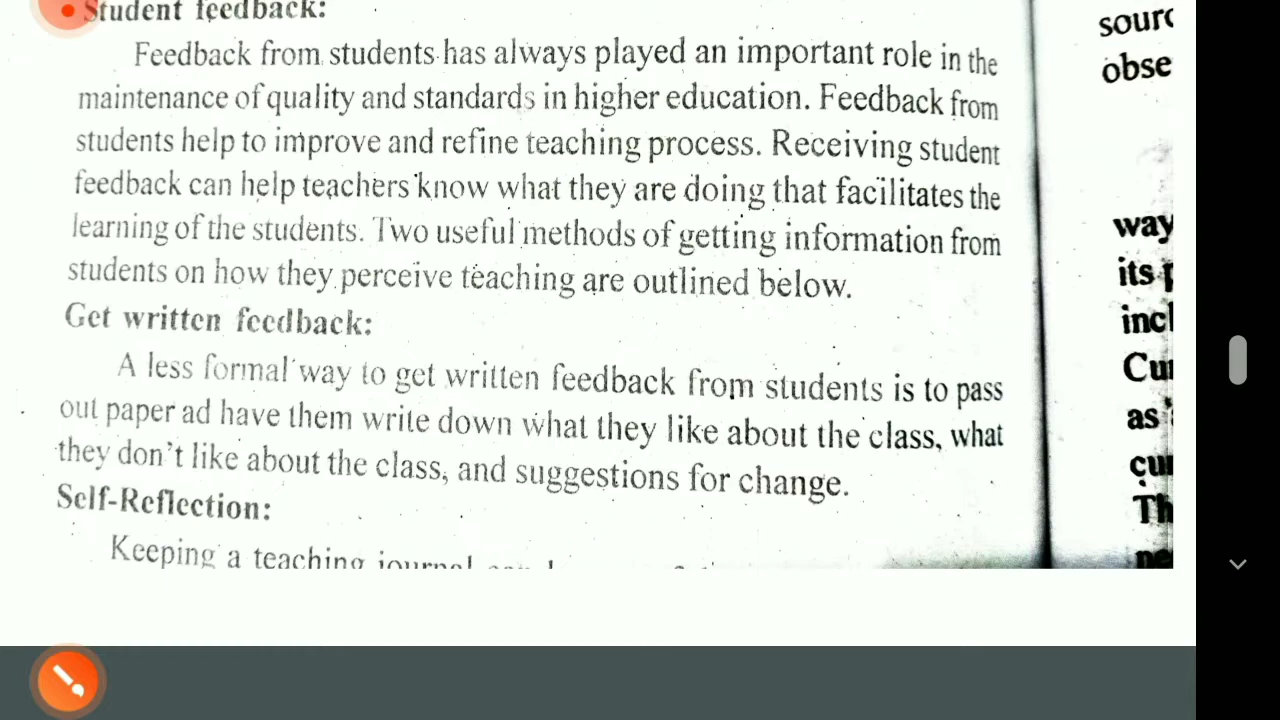 Student feedback:
Feedback from students has always played an important role in the
maintenance of quality and standards in higher education. Feedback from
students help to improve and refine teaching process. Receiving student
feedback can help teachers know what they are doing that facilitates the
learning of the students. Two useful methods of getting information from
students on how they perceive teaching are outlined below.
Get written feedback:
A less formal way to get written feedback from students is to pass
out paper ad have them write down what they like about the class, what
they don't like about the class, and suggestions for change.
Self-Reflection:
Keeping a teaching journal
obse
way
its
incl
as